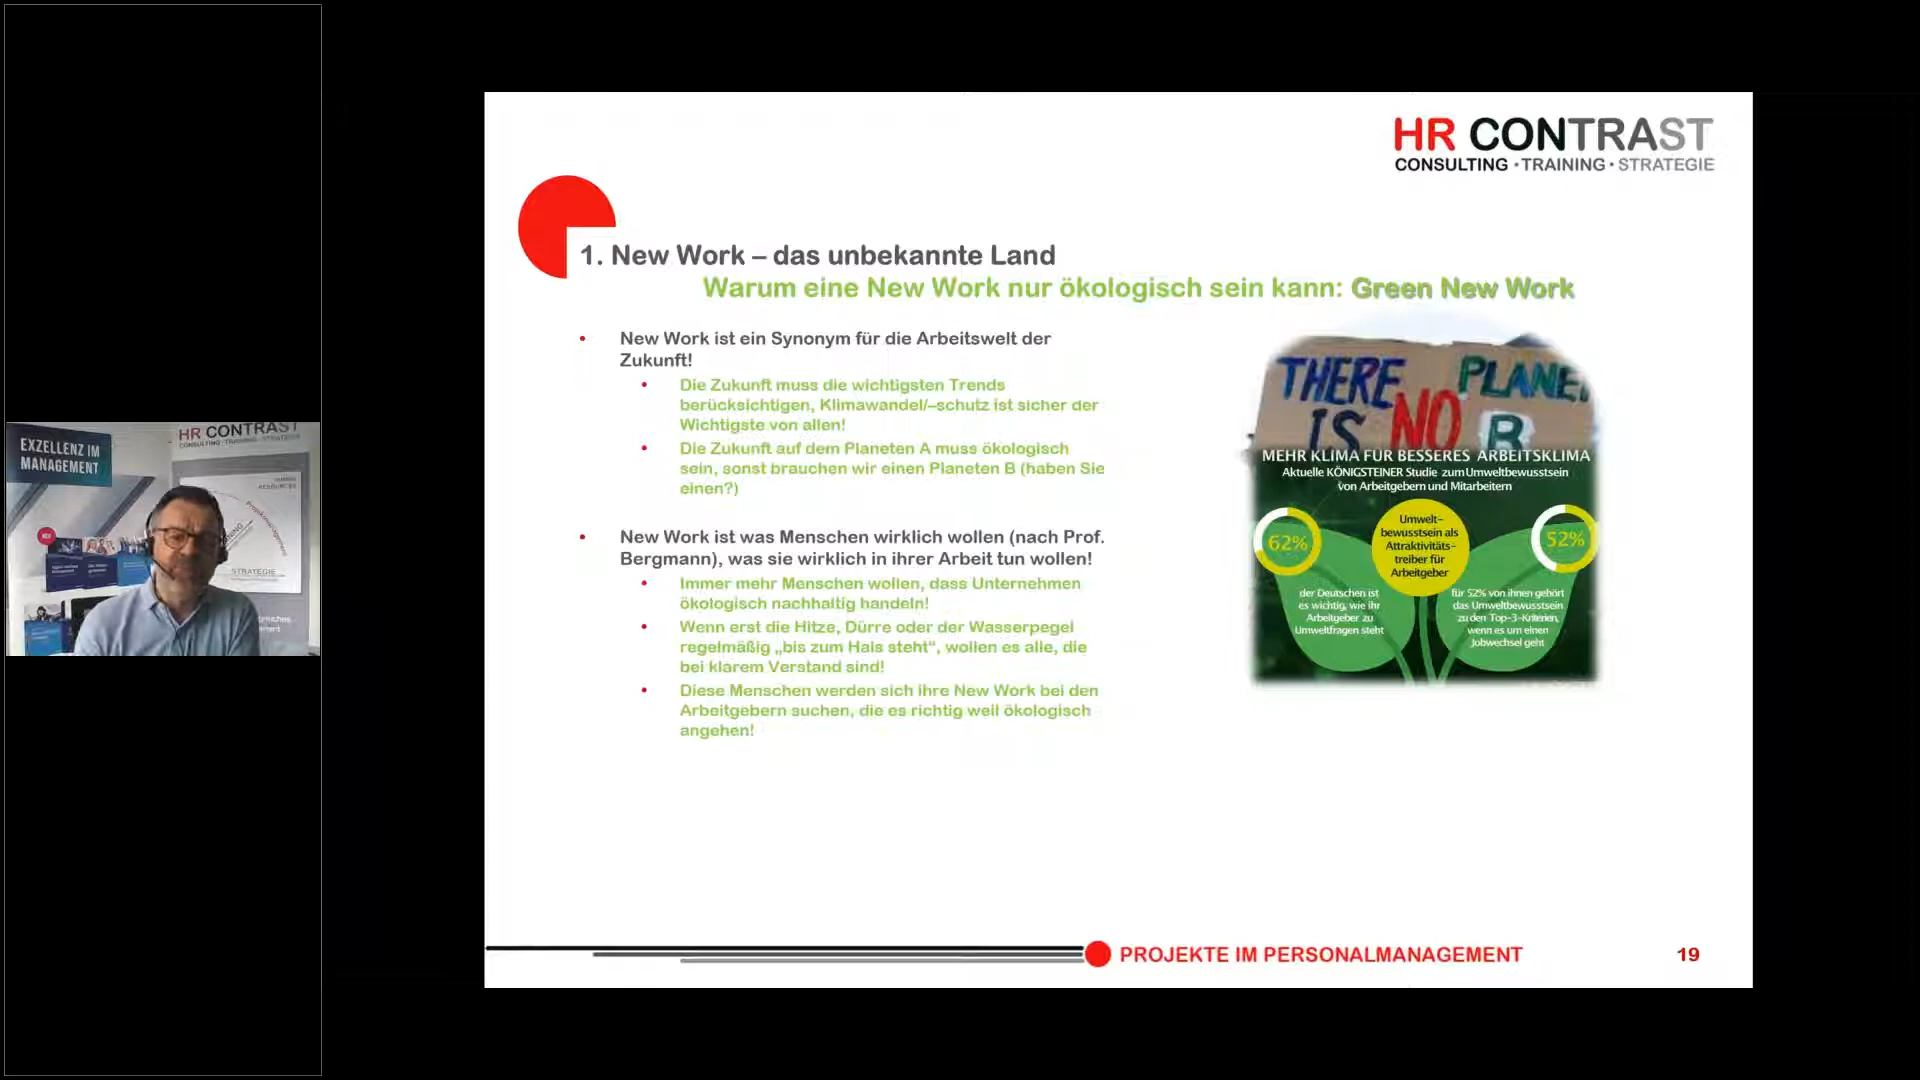 HR CONTRAST
CONSULTING • TRAINING • STRATEGIE
1. New Work – das unbekannte Land
Warum eine New Work nur ökologisch sein kann: Green New Work
• New Work ist ein Synonym für die Arbeitswelt der
Zukunft!
• Die Zukunft muss die wichtigsten Trends
berücksichtigen, Klimawandel/–schutz ist sicher der
Wichtigste von allen!
• Die Zukunft auf dem Planeten A muss ökologisch
sein, sonst brauchen wir einen Planeten B (haben Sie
einen?)
• New Work ist was Menschen wirklich wollen (nach Prof.
Bergmann), was sie wirklich in ihrer Arbeit tun wollen!
• Immer mehr Menschen wollen, dass Unternehmen
ökologisch nachhaltig handeln!
• Wenn erst die Hitze, Dürre oder der Wasserpegel
regelmäßig „bis zum Hals steht“, wollen es alle, die
bei klarem Verstand sind!
• Diese Menschen werden sich ihre New Work bei den
Arbeitgebern suchen, die es richtig weil ökologisch
angehen!
THERE PLANE
IS NO B
MEHR KLIMA FÜR BESSERES ARBEITSKLIMA
Aktuelle KÖNIGSTEINER Studie zum Umweltbewusstsein
von Arbeitgebern und Mitarbeitern
62%
Umwelt–
bewusstsein als
Attraktivitäts–
treiber für
Arbeitgeber
52%
der Deutschen ist
es wichtig, wie ihr
Arbeitgeber zu
Umweltfragen steht
für 52% von ihnen gehört
das Umweltbewusstsein
zu den Top–3–Kriterien,
wenn es um einen
Jobwechsel geht
PROJEKTE IM PERSONALMANAGEMENT
19
EXZELLENZ IM
MANAGEMENT
HR CONTRAST
CONSULTING • TRAINING • STRATEGIE
HUMAN
RESOURCES
Projektmanagement
STRATEGIE